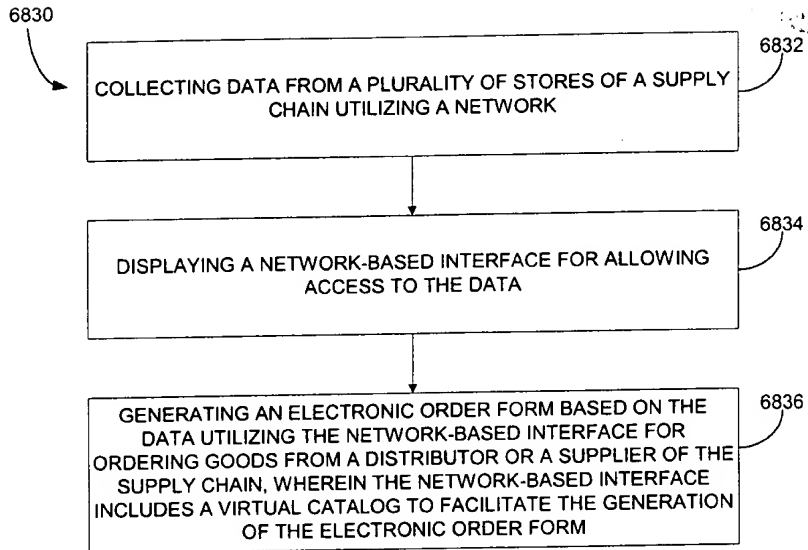 6830
6832
COLLECTING DATA FROM A PLURALITY OF STORES OF A SUPPLY
CHAIN UTILIZING A NETWORK
6834
DISPLAYING A NETWORK-BASED INTERFACE FOR ALLOWING
ACCESS TO THE DATA
6836
GENERATING AN ELECTRONIC ORDER FORM BASED ON THE
DATA UTILIZING THE NETWORK-BASED INTERFACE FOR
ORDERING GOODS FROM A DISTRIBUTOR OR A SUPPLIER OF THE
SUPPLY CHAIN, WHEREIN THE NETWORK-BASED INTERFACE
INCLUDES A VIRTUAL CATALOG TO FACILITATE THE GENERATION
OF THE ELECTRONIC ORDER FORM